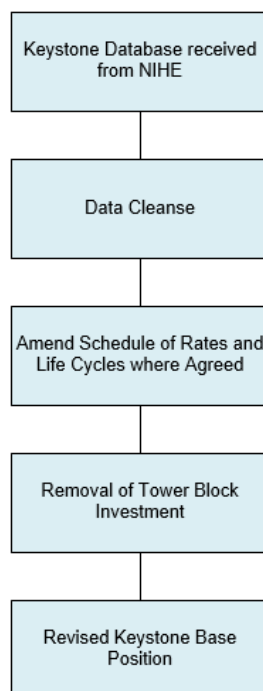 Keystone Database received
from NIHE
Data Cleanse
Amend Schedule of Rates and
Life Cycles where Agreed
Removal of Tower Block
Investment
Revised Keystone Base
Position